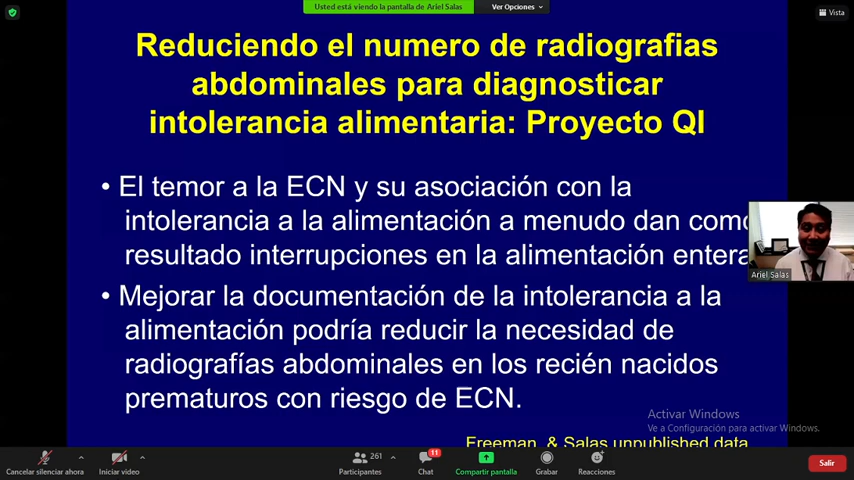 Usted está viendo la pantalla de Ariel Salas
Ver Opciones
Vista
Reduciendo el numero de radiografias
abdominales para diagnosticar
intolerancia alimentaria: Proyecto QI
• El temor a la ECN y su asociación con la
intolerancia a la alimentación a menudo dan como
resultado interrupciones en la alimentación entera
Ariel Salas
• Mejorar la documentación de la intolerancia a la
alimentación podría reducir la necesidad de
radiografías abdominales en los recién nacidos
prematuros con riesgo de ECN.
Activar Windows
Ve a Configuración para activar Windows.
Freeman, & Salas unpublished data
Cancelar silenciar ahora
Iniciar video
261
Participantes
11
Chat
Compartir pantalla
Grabar
Reacciones
Salir